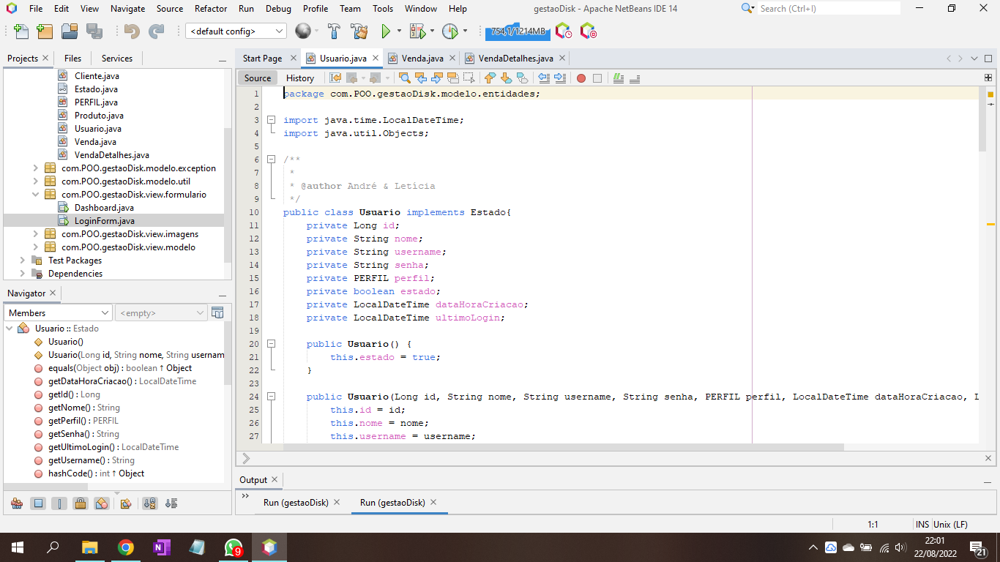 File Edit View Navigate Source Refactor Run Debug Profile Team Tools Window Help gestaoDisk - Apache NetBeans IDE 14 Search (Ctrl+I)
<default config> 754,1/1214MB
Projects Files Services
Cliente.java
Estado.java
PERFIL.java
Produto.java
Usuario.java
Venda.java
VendaDetalhes.java
com.POO.gestaoDisk.modelo.exception
com.POO.gestaoDisk.modelo.util
com.POO.gestaoDisk.view.formulario
Dashboard.java
LoginForm.java
com.POO.gestaoDisk.view.imagens
com.POO.gestaoDisk.view.modelo
Test Packages
Dependencies
Navigator
Members <empty>
Usuario :: Estado
Usuario()
Usuario(Long id, String nome, String usernam
equals(Object obj) : boolean ↑ Object
getDataHoraCriacao() : LocalDateTime
getId() : Long
getNome() : String
getPerfil() : PERFIL
getSenha() : String
getUltimoLogin() : LocalDateTime
getUsername() : String
hashCode() : int ↑ Object
Start Page Usuario.java Venda.java VendaDetalhes.java
Source History
1 package com.POO.gestaoDisk.modelo.entidades;
2
3 import java.time.LocalDateTime;
4 import java.util.Objects;
5
6 /**
7 *
8 * @author André & Letícia
9 */
10 public class Usuario implements Estado{
11 private Long id;
12 private String nome;
13 private String username;
14 private String senha;
15 private PERFIL perfil;
16 private boolean estado;
17 private LocalDateTime dataHoraCriacao;
18 private LocalDateTime ultimoLogin;
19
20 public Usuario() {
21 this.estado = true;
22 }
23
24 public Usuario(Long id, String nome, String username, String senha, PERFIL perfil, LocalDateTime dataHoraCriacao, L
25 this.id = id;
26 this.nome = nome;
27 this.username = username;
Output
Run (gestaoDisk) Run (gestaoDisk)
1:1 INS Unix (LF)
9
22:01
22/08/2022
21